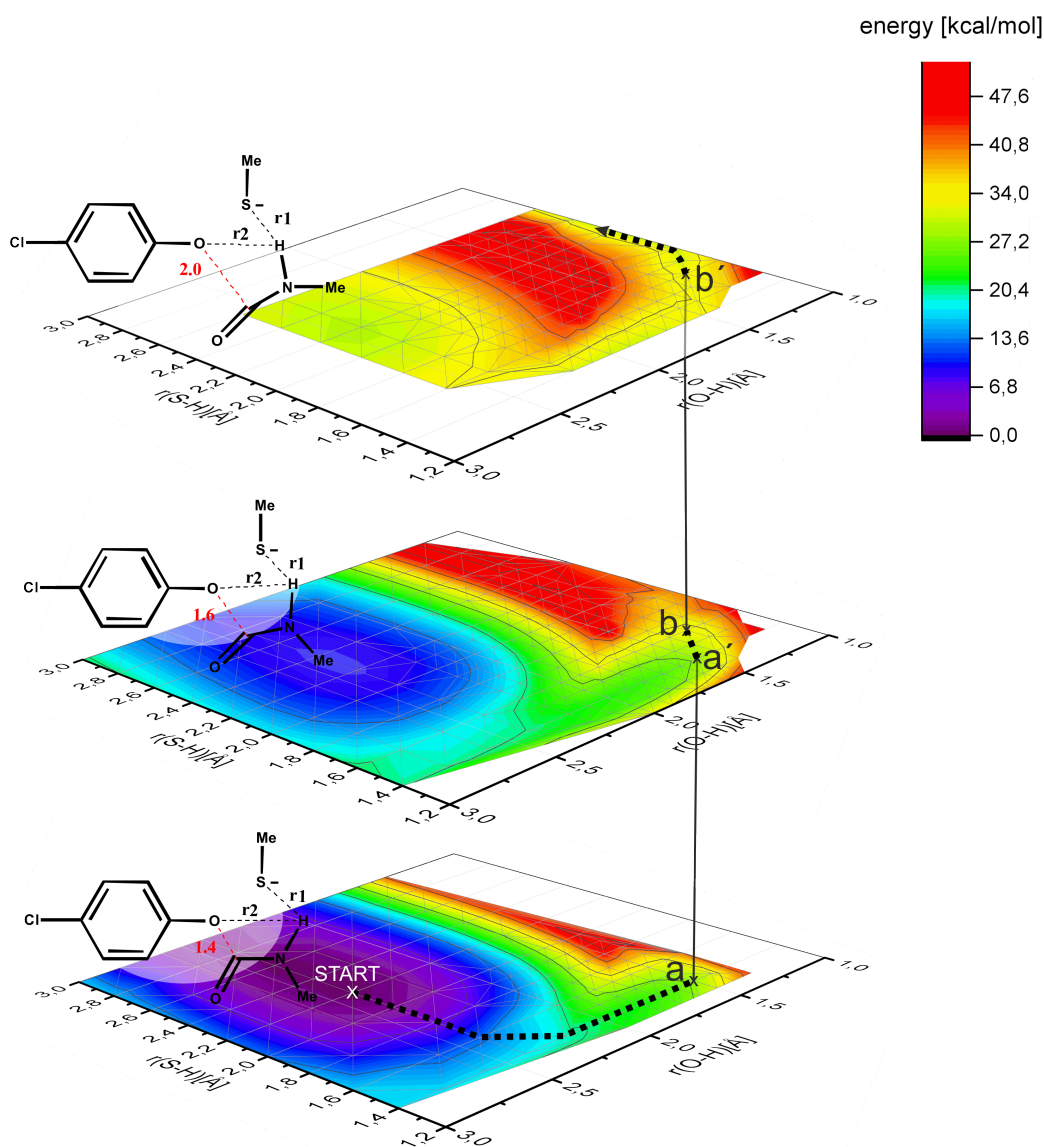 energy [kcal/mol]
47,6
40,8
34,0
27,2
20,4
13,6
6,8
0,0
Me
S–
r1
Cl
O
r2
H
2.0
N
Me
O
b´
3,0
2,8
2,6
2,4
2,2
2,0
1,8
1,6
1,4
1,2
r(S-H)[Å]
3,0
2,5
2,0
1,5
1,0
r(O-H)[Å]
Me
S–
r1
Cl
O
r2
H
1.6
N
Me
O
b
a´
3,0
2,8
2,6
2,4
2,2
2,0
1,8
1,6
1,4
1,2
r(S-H)[Å]
3,0
2,5
2,0
1,5
1,0
r(O-H)[Å]
Me
S–
r1
Cl
O
r2
H
1.4
N
Me
O
START
X
a
3,0
2,8
2,6
2,4
2,2
2,0
1,8
1,6
1,4
1,2
r(S-H)[Å]
3,0
2,5
2,0
1,5
1,0
r(O-H)[Å]